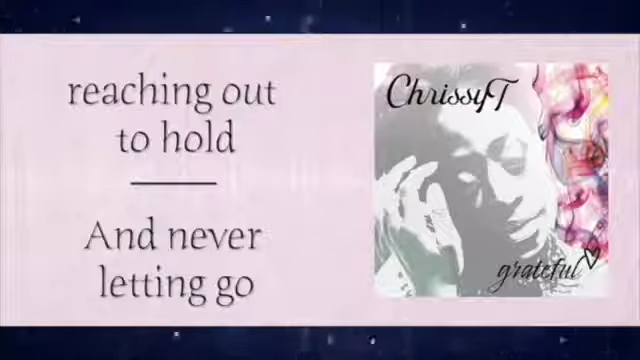 reaching out
to hold
And never
letting go
ChrissyT
grateful